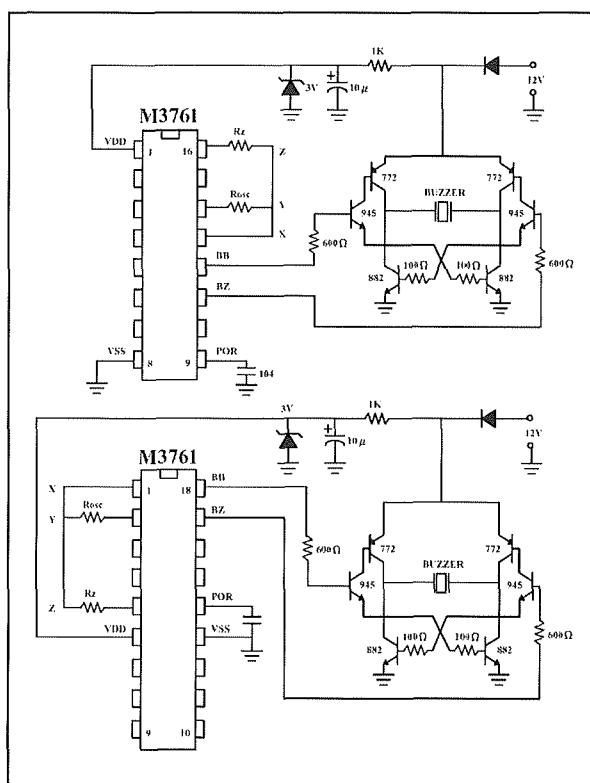 1K
12V
3V
10μ
M3761
VDD
1
16
Rz
Z
772
772
BUZZER
945
945
Rosc
Y
X
BB
600Ω
600Ω
100Ω
100Ω
BZ
882
882
VSS
8
9
POR
104
3V
1K
10μ
12V
M3761
X
1
18
BB
Y
Rosc
BZ
600Ω
772
772
BUZZER
945
945
Z
Rz
POR
VDD
VSS
100Ω
100Ω
600Ω
882
882
9
10